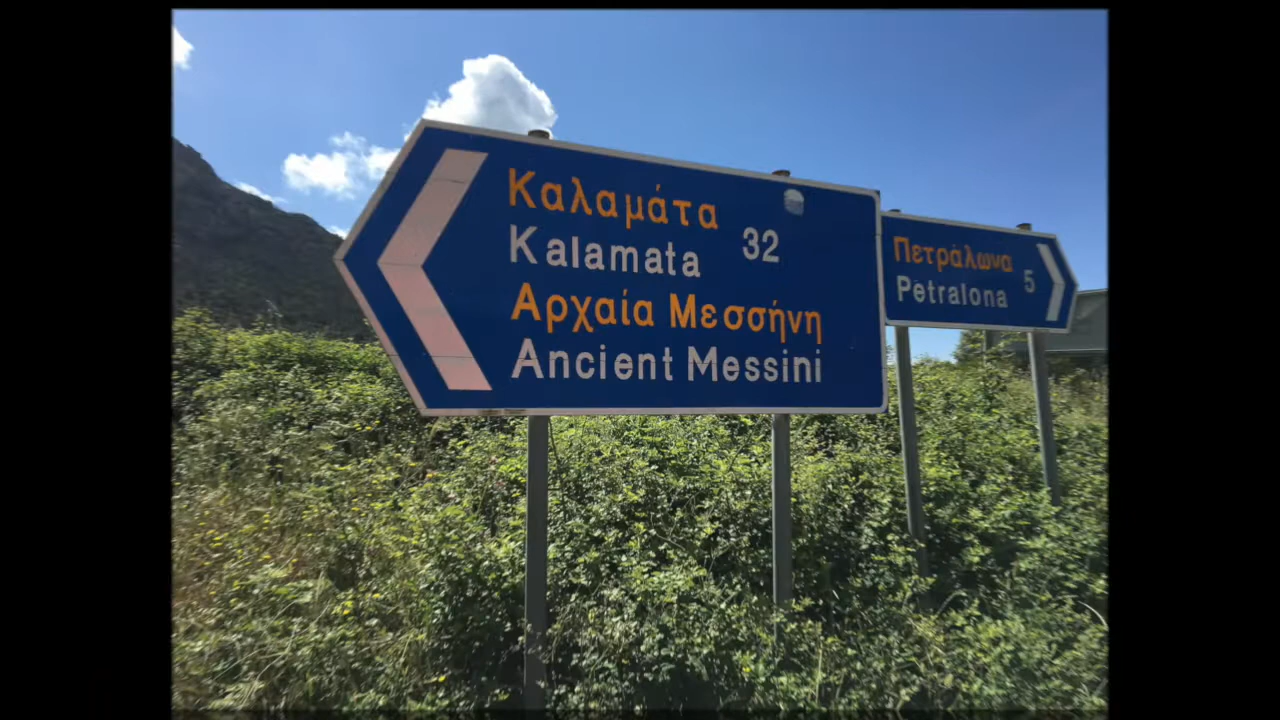 Καλαμάτα
Kalamata 32
Αρχαία Μεσσήνη
Ancient Messini
Πετράλωνα
Petralona 5